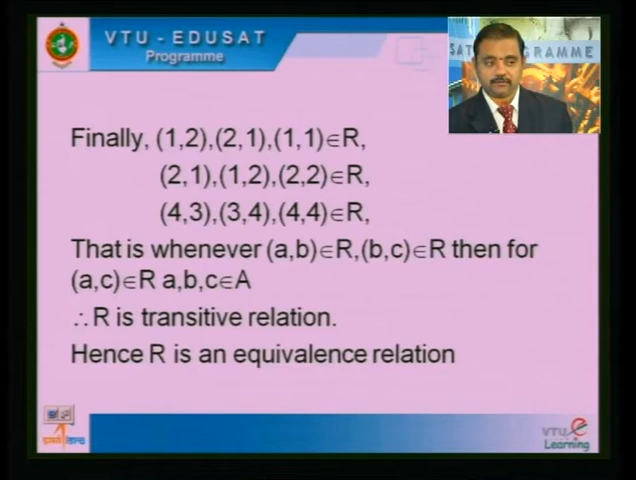 VTU - EDUSAT
Programme
SAT PROGRAMME
Finally, (1,2),(2,1),(1,1)∈R,
(2,1),(1,2),(2,2)∈R,
(4,3),(3,4),(4,4)∈R,
That is whenever (a,b)∈R,(b,c)∈R then for
(a,c)∈R a,b,c∈A
∴R is transitive relation.
Hence R is an equivalence relation
VTU e
Learning